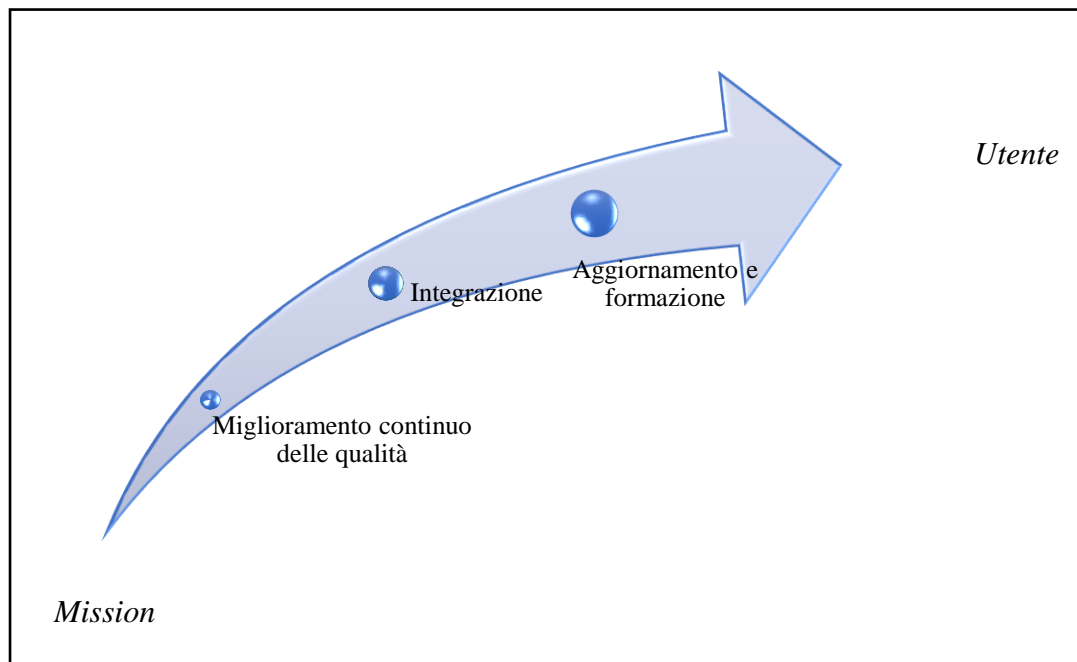 Utente
Aggiornamento e
formazione
Integrazione
Miglioramento continuo
delle qualità
Mission